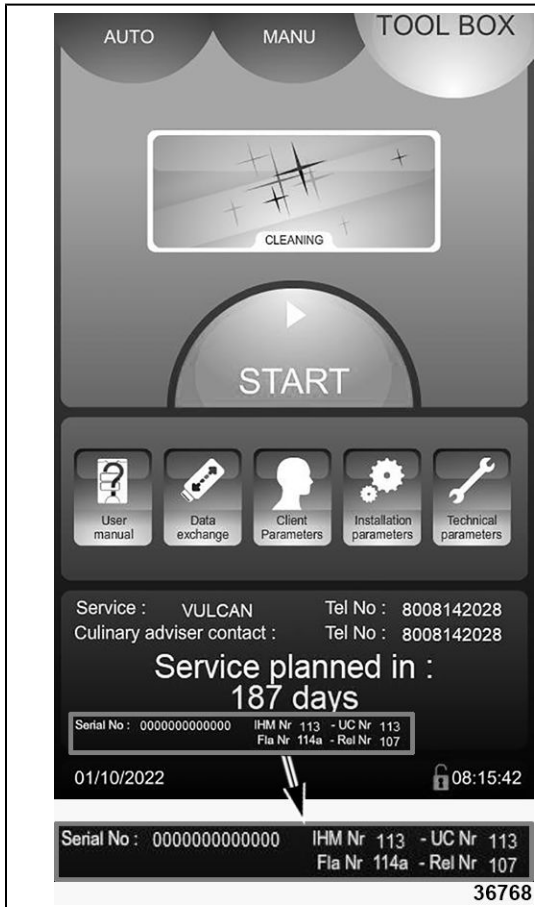 AUTO MANU TOOL BOX
CLEANING
START
User manual
Data exchange
Client Parameters
Installation parameters
Technical parameters
Service : VULCAN Tel No : 8008142028
Culinary adviser contact : Tel No : 8008142028
Service planned in :
187 days
Serial No : 0000000000000 IHM Nr 113 - UC Nr 113
Fla Nr 114a - Rel Nr 107
01/10/2022 08:15:42
Serial No : 0000000000000 IHM Nr 113 - UC Nr 113
Fla Nr 114a - Rel Nr 107
36768